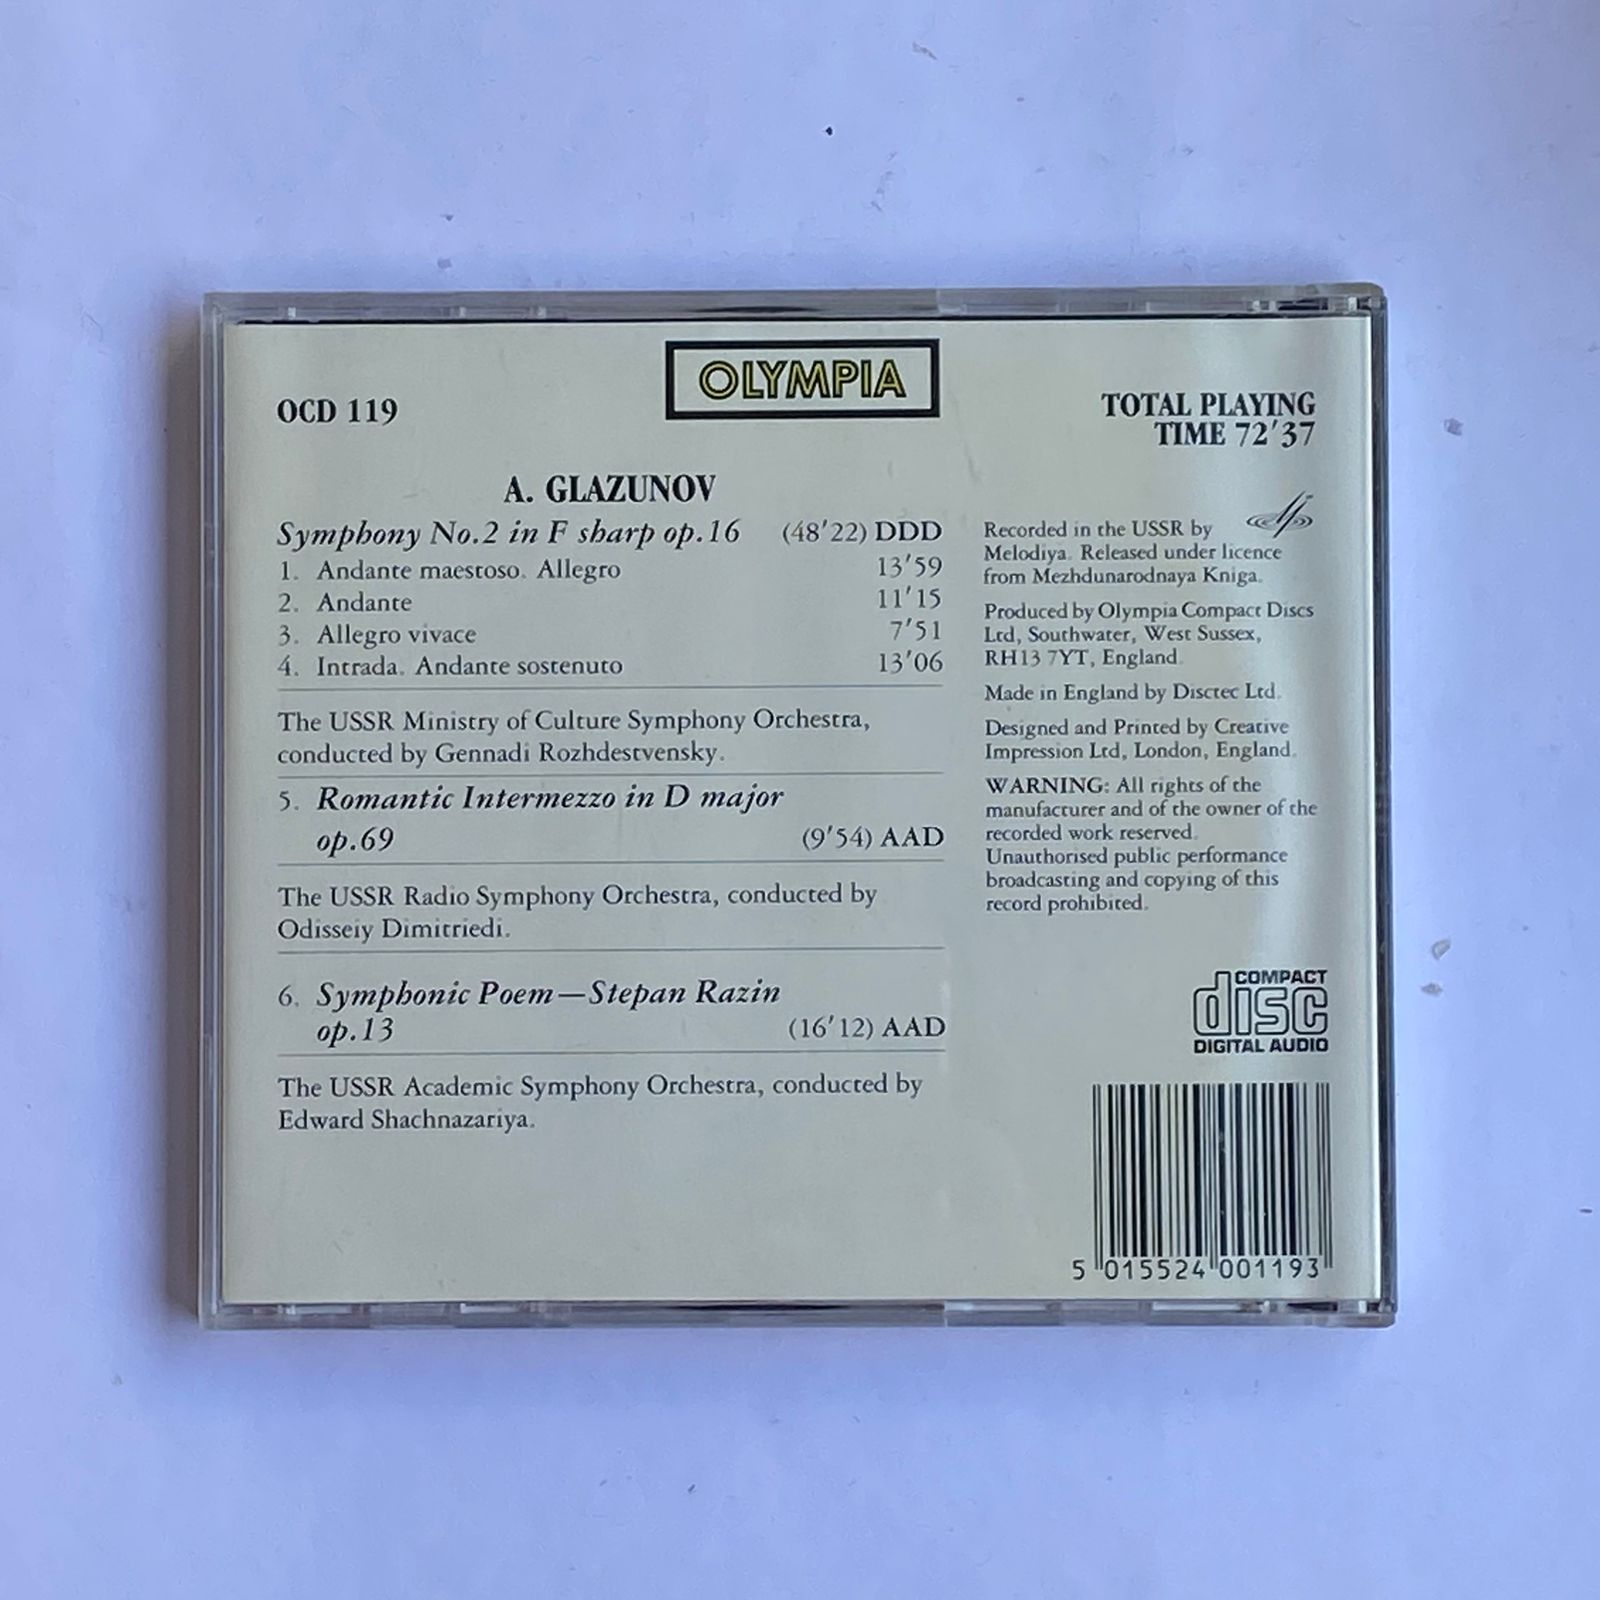 OLYMPIA
OCD 119
TOTAL PLAYING
TIME 72'37
A. GLAZUNOV
Symphony No.2 in F sharp op.16 (48'22) DDD
1. Andante maestoso. Allegro 13'59
2. Andante 11'15
3. Allegro vivace 7'51
4. Intrada. Andante sostenuto 13'06
The USSR Ministry of Culture Symphony Orchestra,
conducted by Gennadi Rozhdestvensky.
5. Romantic Intermezzo in D major
op.69 (9'54) AAD
The USSR Radio Symphony Orchestra, conducted by
Odisseiy Dimitriedi.
6. Symphonic Poem—Stepan Razin
op.13 (16'12) AAD
The USSR Academic Symphony Orchestra, conducted by
Edward Shachnazariya.
Recorded in the USSR by
Melodiya. Released under licence
from Mezhdunarodnaya Kniga.
Produced by Olympia Compact Discs
Ltd, Southwater, West Sussex,
RH13 7YT, England.
Made in England by Disctec Ltd.
Designed and Printed by Creative
Impression Ltd, London, England.
WARNING: All rights of the
manufacturer and of the owner of the
recorded work reserved.
Unauthorised public performance
broadcasting and copying of this
record prohibited.
COMPACT
disc
DIGITAL AUDIO
5 015524 001193